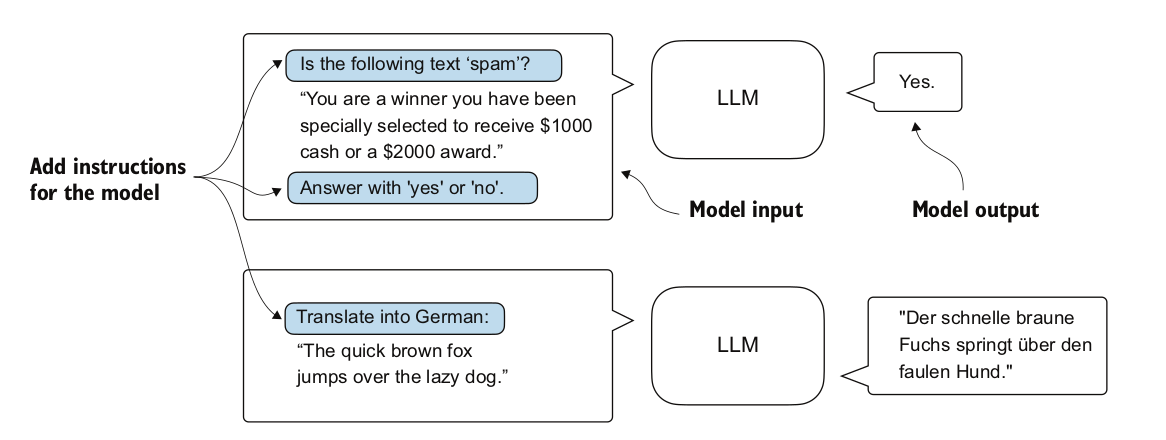 Is the following text ‘spam’?
“You are a winner you have been
specially selected to receive $1000
cash or a $2000 award.”
Answer with 'yes' or 'no'.
LLM
Yes.
Add instructions
for the model
Model input
Model output
Translate into German:
“The quick brown fox
jumps over the lazy dog.”
LLM
"Der schnelle braune
Fuchs springt über den
faulen Hund."